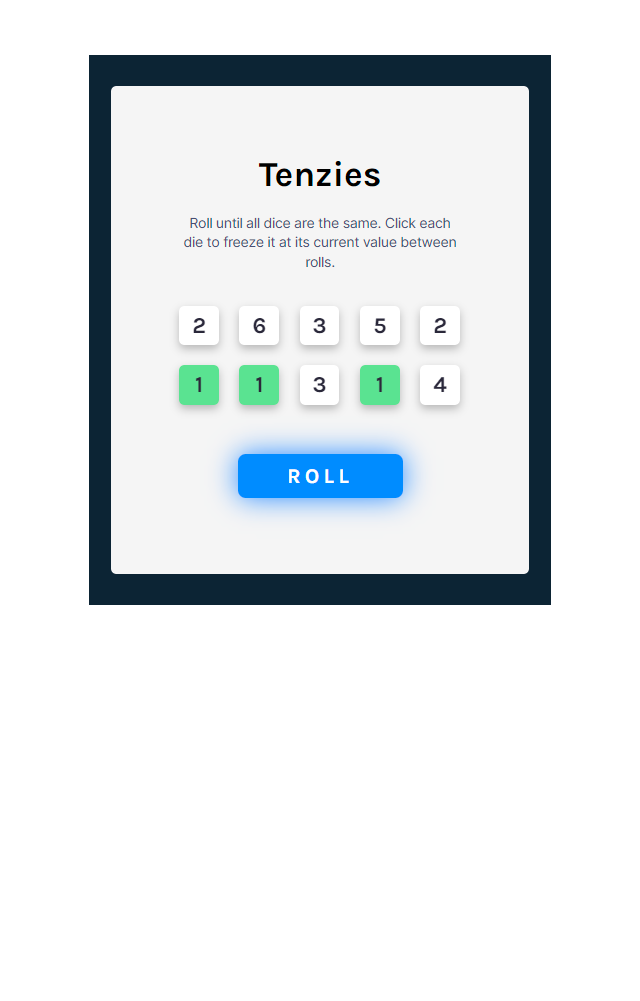 Tenzies
Roll until all dice are the same. Click each
die to freeze it at its current value between
rolls.
2 6 3 5 2
1 1 3 1 4
ROLL